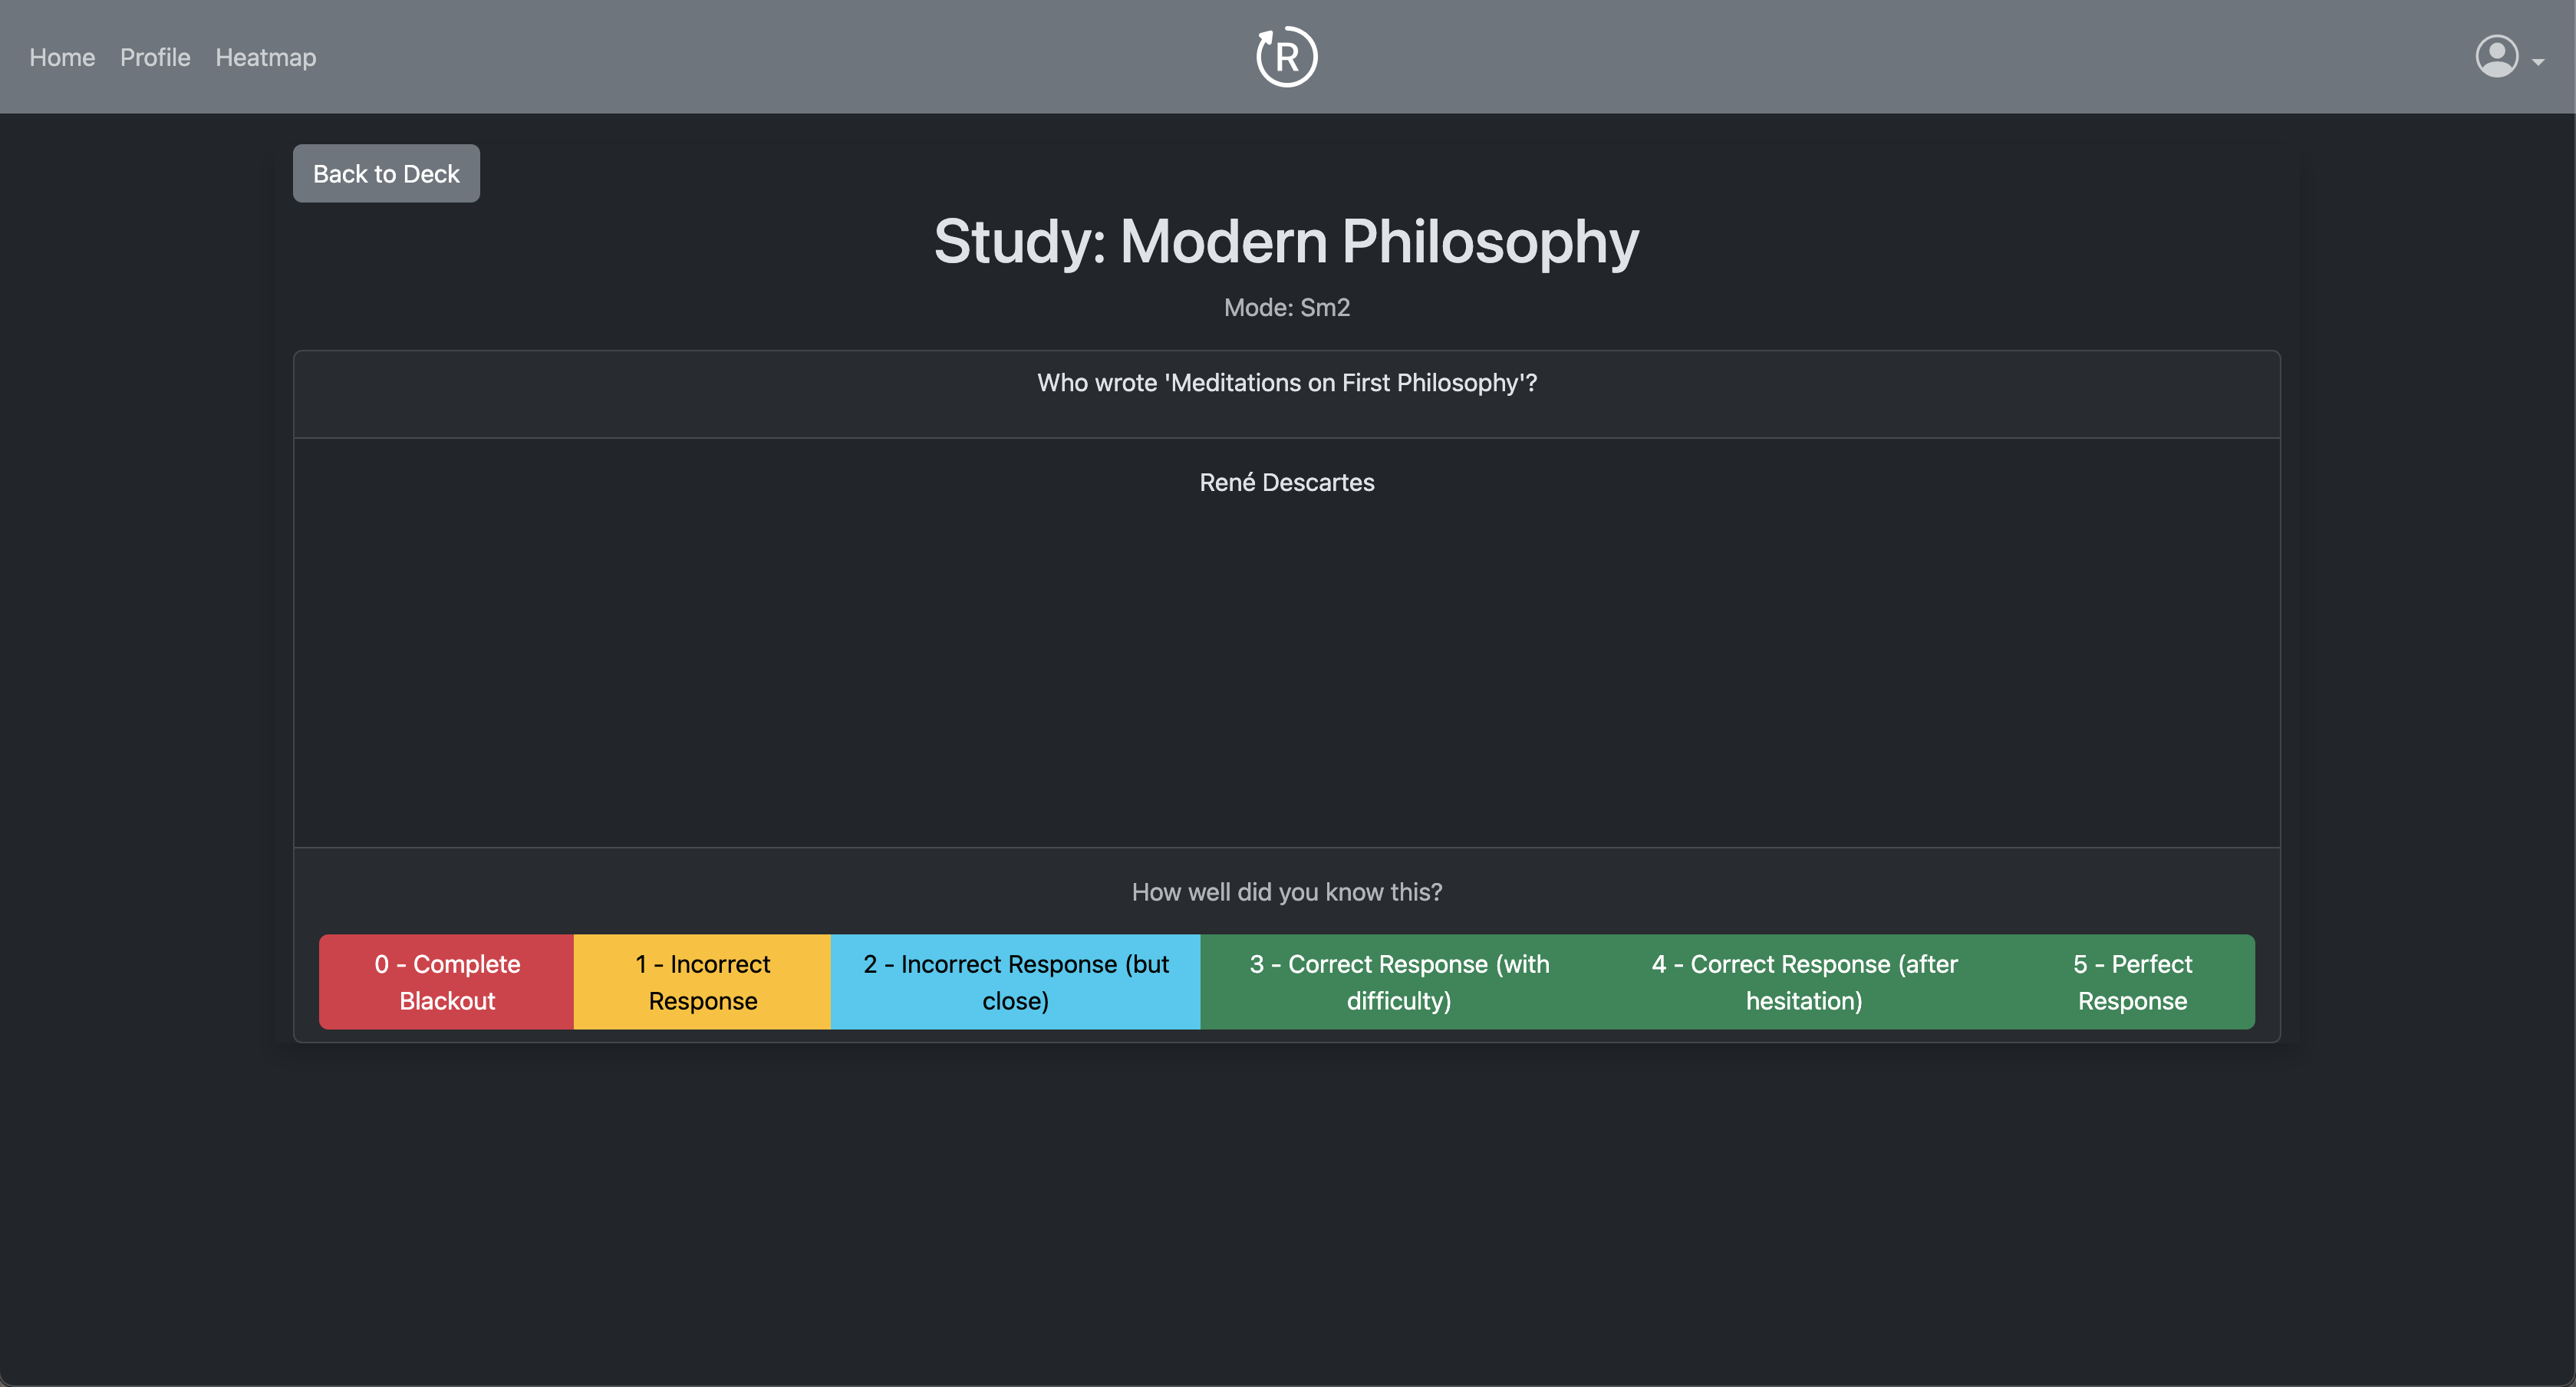 Home Profile Heatmap
R
Back to Deck
Study: Modern Philosophy
Mode: Sm2
Who wrote 'Meditations on First Philosophy'?
René Descartes
How well did you know this?
0 - Complete
Blackout
1 - Incorrect
Response
2 - Incorrect Response (but
close)
3 - Correct Response (with
difficulty)
4 - Correct Response (after
hesitation)
5 - Perfect
Response